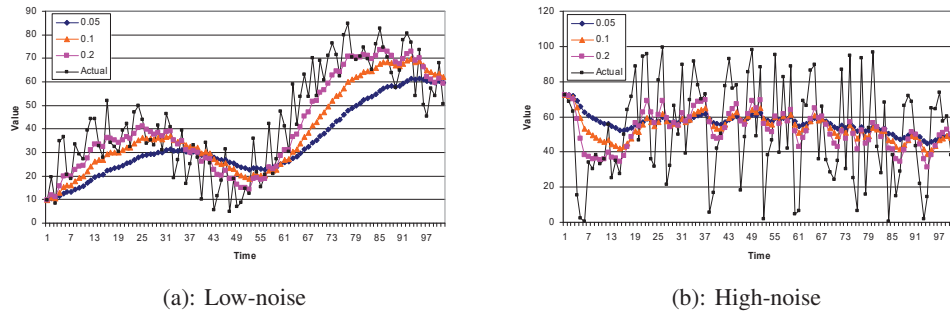 0.05
0.1
0.2
Actual
Value
90
80
70
60
50
40
30
20
10
0
1 7 13 19 25 31 37 43 49 55 61 67 73 79 85 91 97
Time
(a): Low-noise
0.05
0.1
0.2
Actual
Value
120
100
80
60
40
20
0
1 7 13 19 25 31 37 43 49 55 61 67 73 79 85 91 97
Time
(b): High-noise